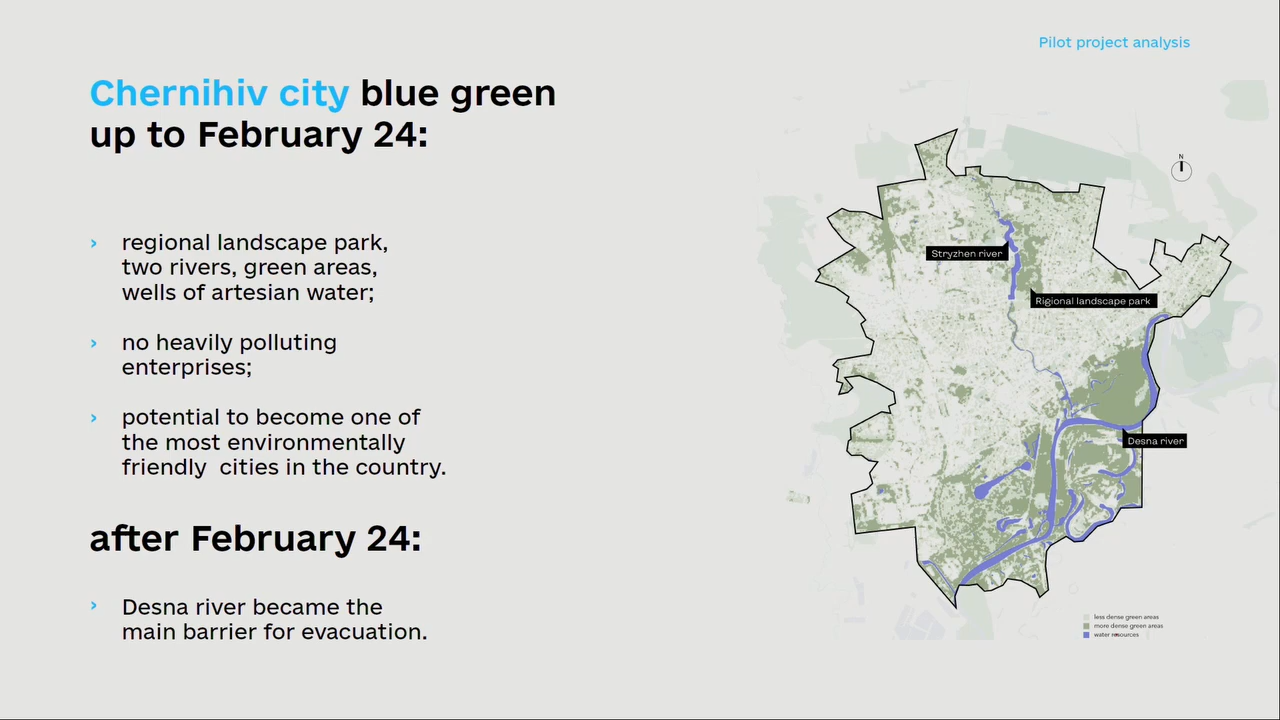 Pilot project analysis
Chernihiv city blue green
up to February 24:
› regional landscape park,
two rivers, green areas,
wells of artesian water;
› no heavily polluting
enterprises;
› potential to become one of
the most environmentally
friendly  cities in the country.
after February 24:
› Desna river became the
main barrier for evacuation.
N
Stryzhen river
Rigional landscape park
Desna river
less dense green areas
more dense green areas
water resources